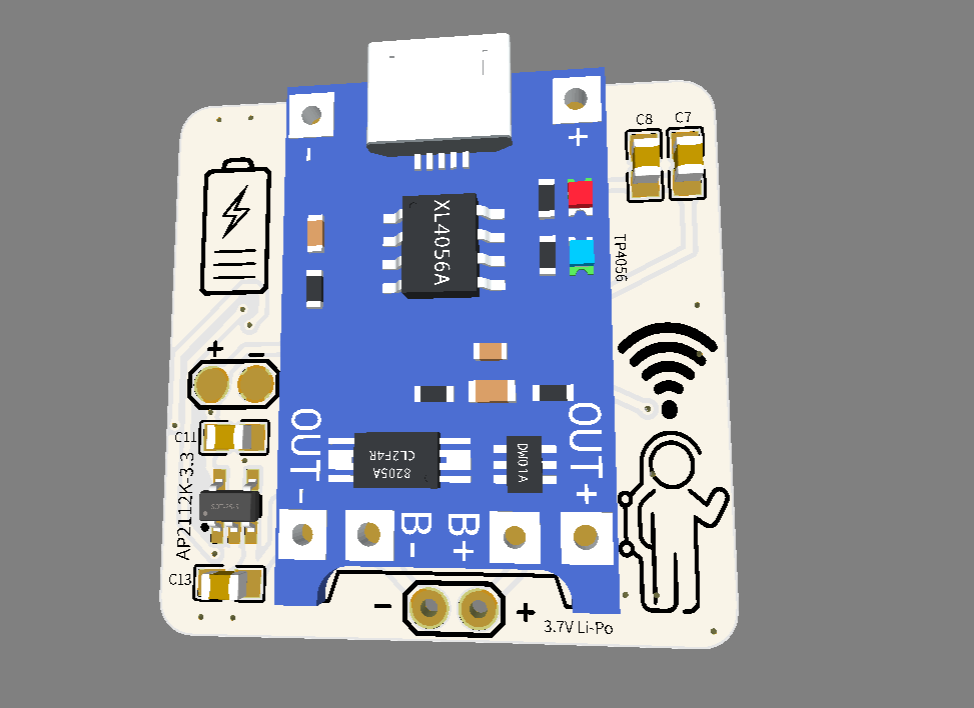 C8 C7
- +
XL4056A
TP4056
+ -
C11
OUT- OUT+
8205A
CL2F4R
DW01A
AP2112K-3.3
B- B+
C13
- +
3.7V Li-Po